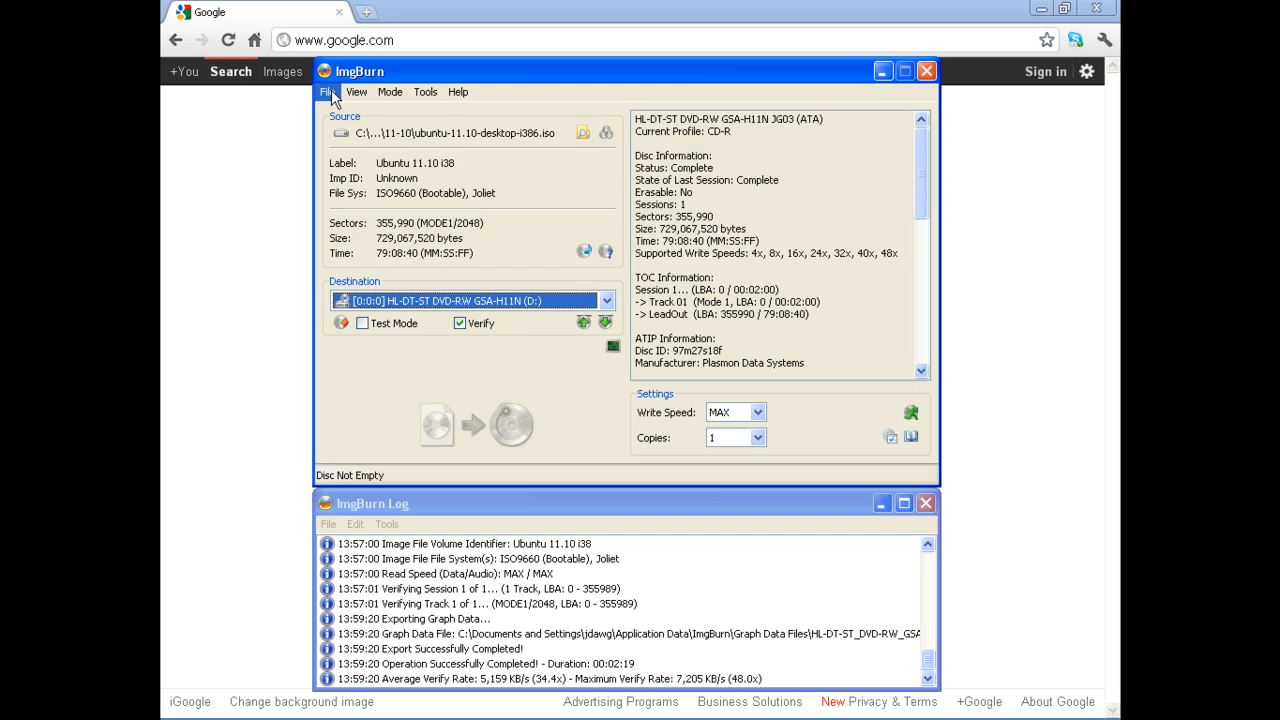 Google
www.google.com
+You Search Images Sign in
ImgBurn
File View Mode Tools Help
Source
C:\...\11-10\ubuntu-11.10-desktop-i386.iso
Label: Ubuntu 11.10 i38
Imp ID: Unknown
File Sys: ISO9660 (Bootable), Joliet
Sectors: 355,990 (MODE1/2048)
Size: 729,067,520 bytes
Time: 79:08:40 (MM:SS:FF)
Destination
[0:0:0] HL-DT-ST DVD-RW GSA-H11N (D:)
Test Mode Verify
HL-DT-ST DVD-RW GSA-H11N JG03 (ATA)
Current Profile: CD-R
Disc Information:
Status: Complete
State of Last Session: Complete
Erasable: No
Sessions: 1
Sectors: 355,990
Size: 729,067,520 bytes
Time: 79:08:40 (MM:SS:FF)
Supported Write Speeds: 4x, 8x, 16x, 24x, 32x, 40x, 48x
TOC Information:
Session 1... (LBA: 0 / 00:02:00)
-> Track 01 (Mode 1, LBA: 0 / 00:02:00)
-> LeadOut (LBA: 355990 / 79:08:40)
ATIP Information:
Disc ID: 97m27s18f
Manufacturer: Plasmon Data Systems
Settings
Write Speed: MAX
Copies: 1
Disc Not Empty
ImgBurn Log
File Edit Tools
13:57:00 Image File Volume Identifier: Ubuntu 11.10 i38
13:57:00 Image File File System(s): ISO9660 (Bootable), Joliet
13:57:00 Read Speed (Data/Audio): MAX / MAX
13:57:01 Verifying Session 1 of 1... (1 Track, LBA: 0 - 355989)
13:57:01 Verifying Track 1 of 1... (MODE1/2048, LBA: 0 - 355989)
13:59:20 Exporting Graph Data...
13:59:20 Graph Data File: C:\Documents and Settings\jdawg\Application Data\ImgBurn\Graph Data Files\HL-DT-ST_DVD-RW_GSA
13:59:20 Export Successfully Completed!
13:59:20 Operation Successfully Completed! - Duration: 00:02:19
13:59:20 Average Verify Rate: 5,159 KB/s (34.4x) - Maximum Verify Rate: 7,205 KB/s (48.0x)
iGoogle Change background image Advertising Programs Business Solutions New Privacy & Terms +Google About Google